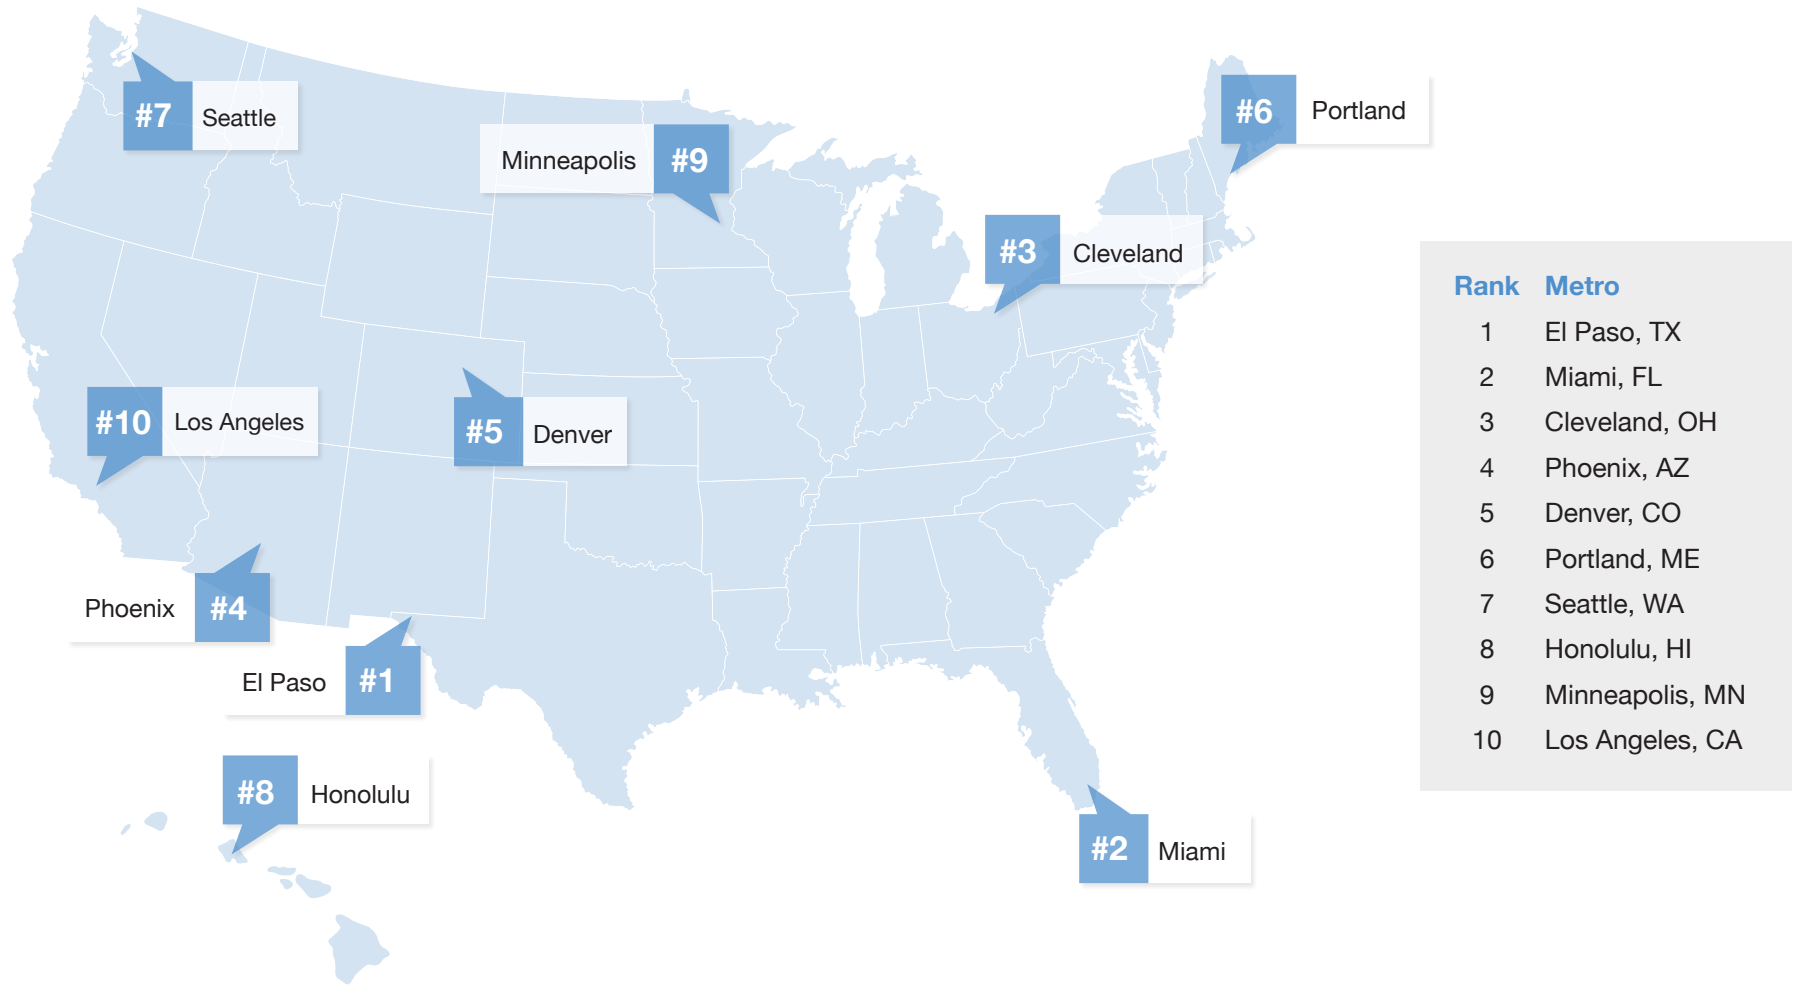 #7 Seattle
Minneapolis #9
#6 Portland
#3 Cleveland
#10 Los Angeles
#5 Denver
Phoenix #4
El Paso #1
#8 Honolulu
#2 Miami
Rank Metro
1 El Paso, TX
2 Miami, FL
3 Cleveland, OH
4 Phoenix, AZ
5 Denver, CO
6 Portland, ME
7 Seattle, WA
8 Honolulu, HI
9 Minneapolis, MN
10 Los Angeles, CA